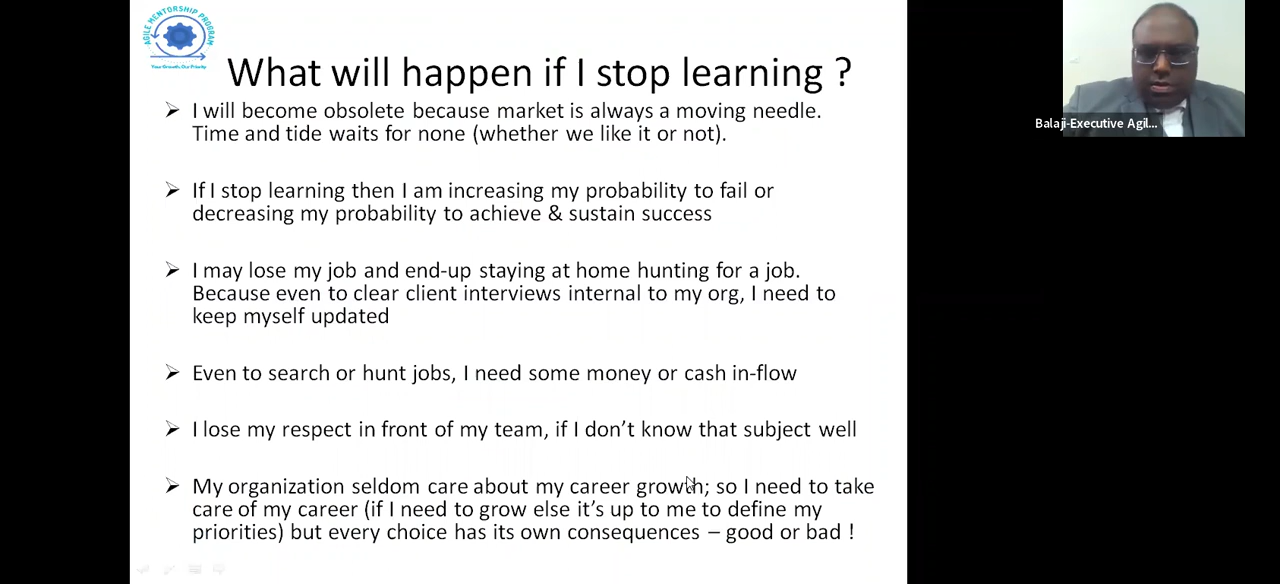 AGILE MENTORSHIP PROGRAM
Your Growth, Our Priority
What will happen if I stop learning ?
➢ I will become obsolete because market is always a moving needle.
Time and tide waits for none (whether we like it or not).
➢ If I stop learning then I am increasing my probability to fail or
decreasing my probability to achieve & sustain success
➢ I may lose my job and end-up staying at home hunting for a job.
Because even to clear client interviews internal to my org, I need to
keep myself updated
➢ Even to search or hunt jobs, I need some money or cash in-flow
➢ I lose my respect in front of my team, if I don’t know that subject well
➢ My organization seldom care about my career growth; so I need to take
care of my career (if I need to grow else it’s up to me to define my
priorities) but every choice has its own consequences – good or bad !
Balaji-Executive Agil...